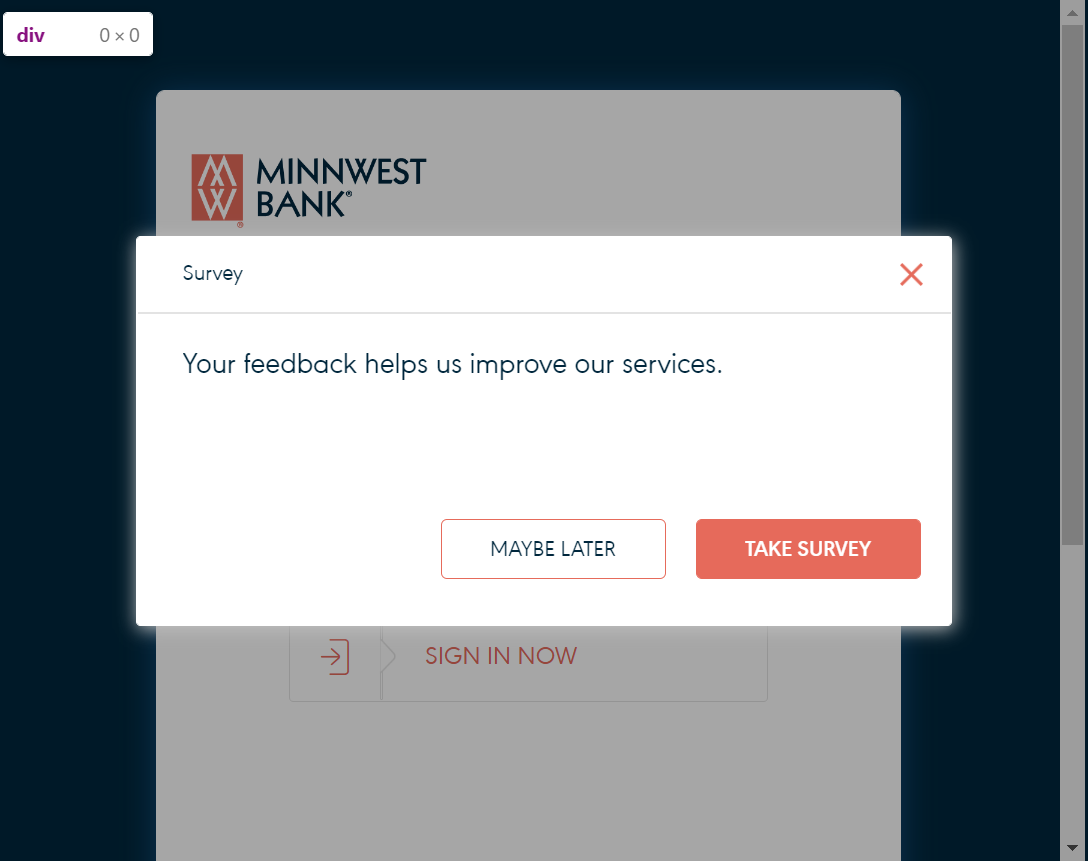 div 0 × 0
MINNWEST
BANK®
®
Survey
Your feedback helps us improve our services.
MAYBE LATER
TAKE SURVEY
SIGN IN NOW